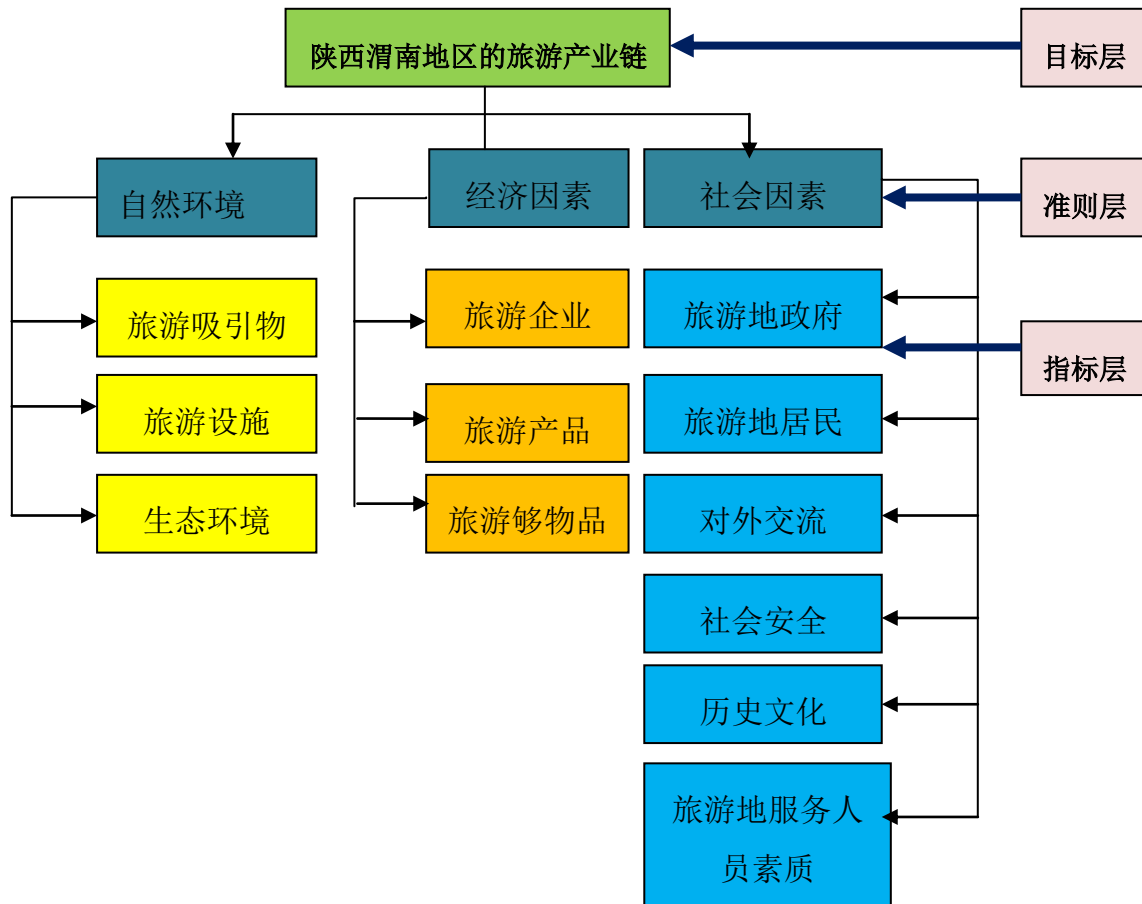 陕西渭南地区的旅游产业链
目标层
自然环境
经济因素
社会因素
准则层
旅游吸引物
旅游企业
旅游地政府
指标层
旅游设施
旅游产品
旅游地居民
生态环境
旅游够物品
对外交流
社会安全
历史文化
旅游地服务人
员素质